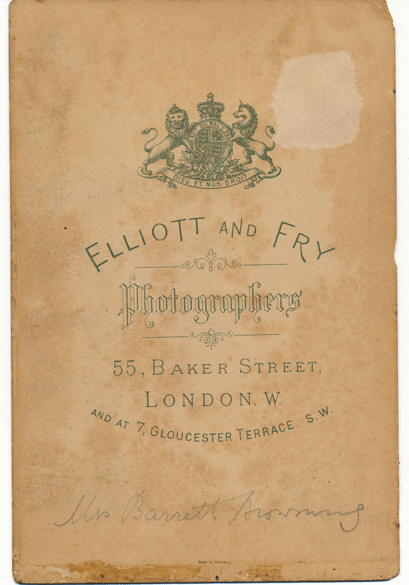 DIEU ET MON DROIT
ELLIOTT AND FRY
Photographers
55, BAKER STREET,
LONDON. W.
AND AT 7, GLOUCESTER TERRACE. S.W.
Mrs Barrett Browning